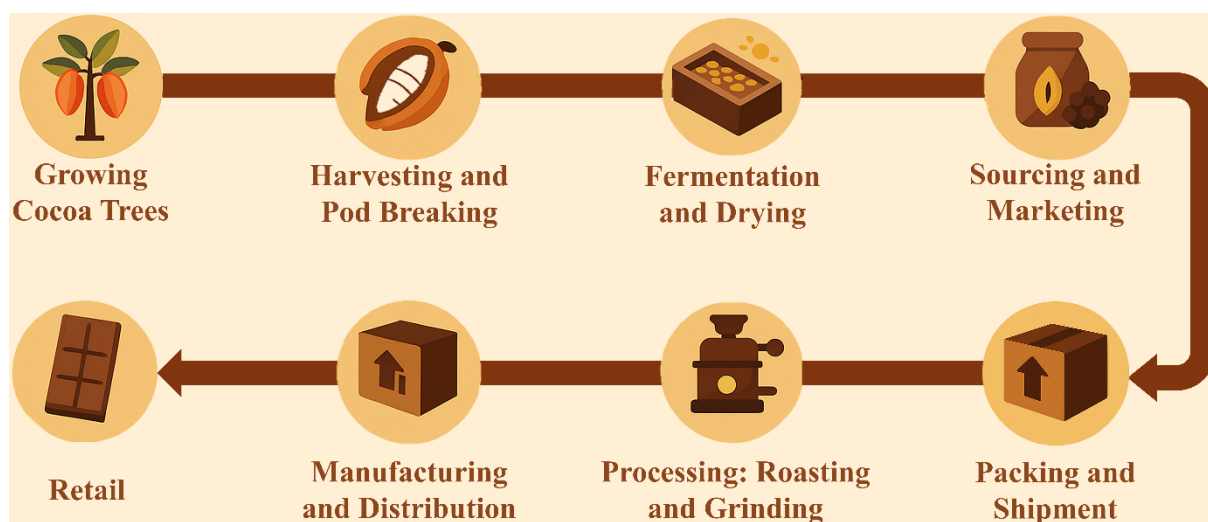 Growing
Cocoa Trees
Harvesting and
Pod Breaking
Fermentation
and Drying
Sourcing and
Marketing
Packing and
Shipment
Processing: Roasting
and Grinding
Manufacturing
and Distribution
Retail